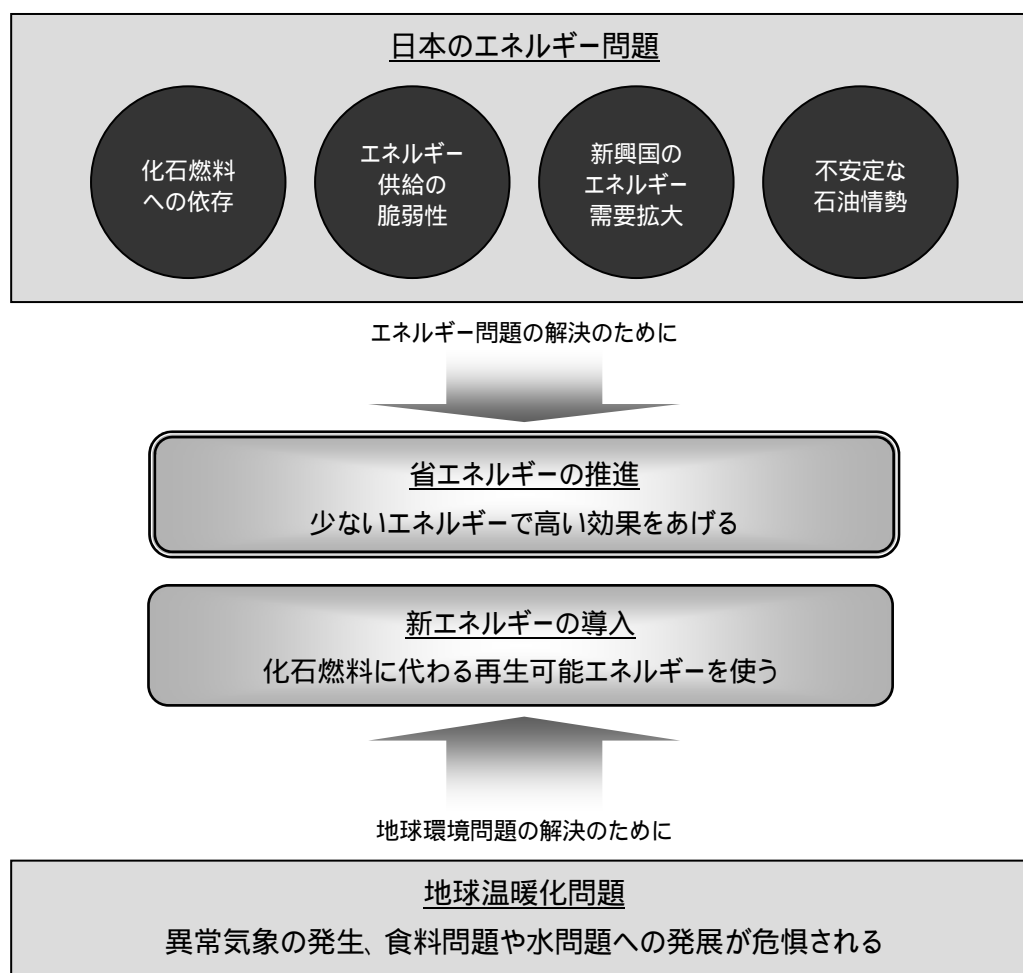 日本のエネルギー問題
化石燃料
への依存
エネルギー
供給の
脆弱性
新興国の
エネルギー
需要拡大
不安定な
石油情勢
エネルギー問題の解決のために
省エネルギーの推進
少ないエネルギーで高い効果をあげる
新エネルギーの導入
化石燃料に代わる再生可能エネルギーを使う
地球環境問題の解決のために
地球温暖化問題
異常気象の発生、食料問題や水問題への発展が危惧される